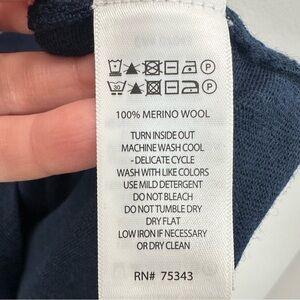 100% MERINO WOOL
TURN INSIDE OUT
MACHINE WASH COOL
- DELICATE CYCLE
WASH WITH LIKE COLORS
USE MILD DETERGENT
DO NOT BLEACH
DO NOT TUMBLE DRY
DRY FLAT
LOW IRON IF NECESSARY
OR DRY CLEAN
RN# 75343